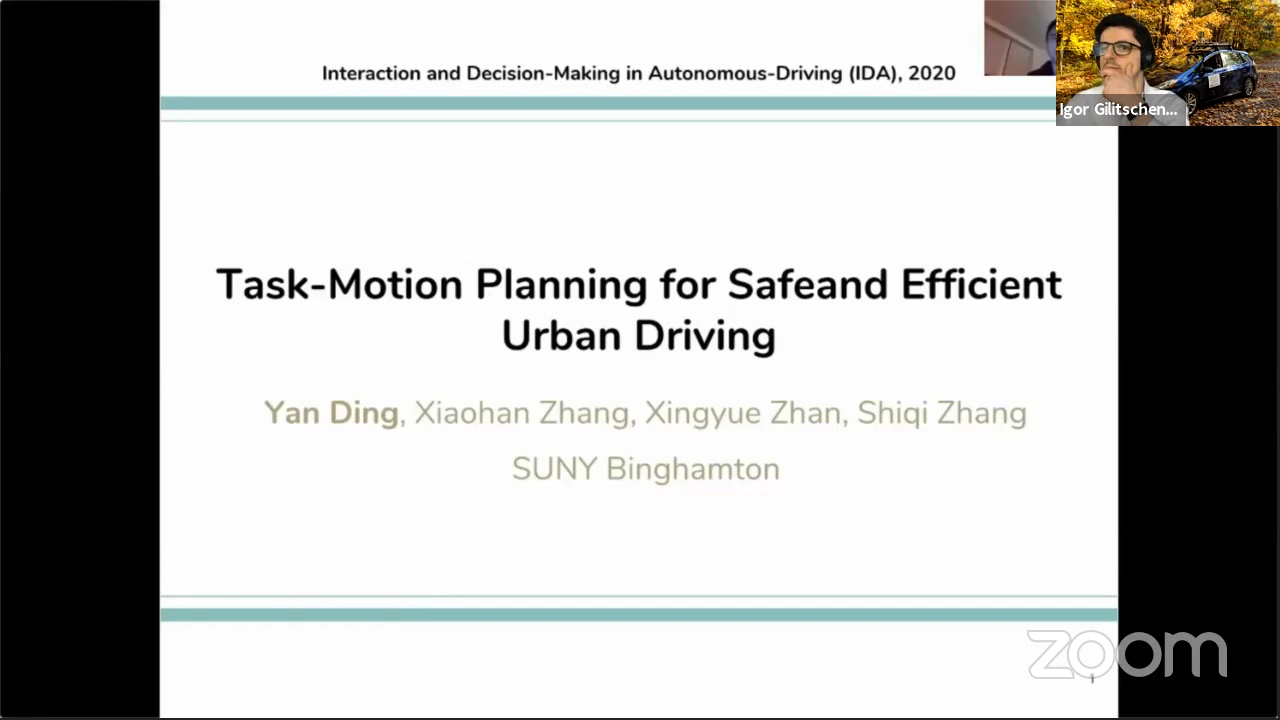 Interaction and Decision-Making in Autonomous-Driving (IDA), 2020
Igor Gilitschen...
Task-Motion Planning for Safeand Efficient
Urban Driving
Yan Ding, Xiaohan Zhang, Xingyue Zhan, Shiqi Zhang
SUNY Binghamton
zoom
1